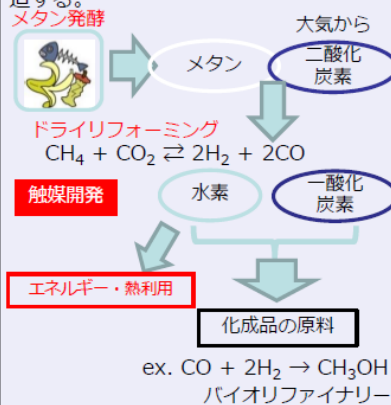 造する。
メタン発酵
大気から
メタン
二酸化
炭素
ドライリフォーミング
CH₄ + CO₂ ⇄ 2H₂ + 2CO
触媒開発
水素
一酸化
炭素
エネルギー・熱利用
化成品の原料
ex. CO + 2H₂ → CH₃OH
バイオリファイナリー